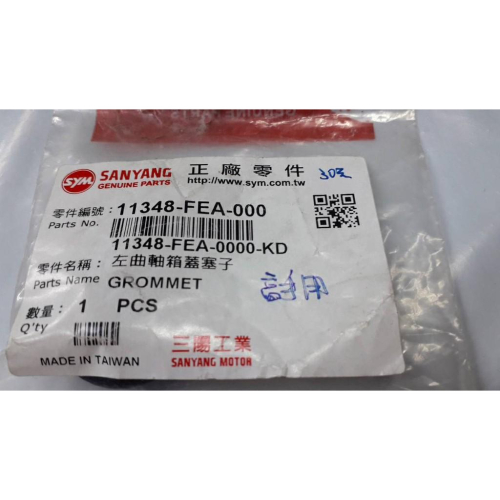 SYM SANYANG 正廠零件
GENUINE PARTS http://www.sym.com.tw
零件編號：11348-FEA-000
Parts No.
11348-FEA-0000-KD
零件名稱：左曲軸箱蓋塞子
Parts Name GROMMET
數量：1 PCS
Q'ty
三陽工業
MADE IN TAIWAN SANYANG MOTOR